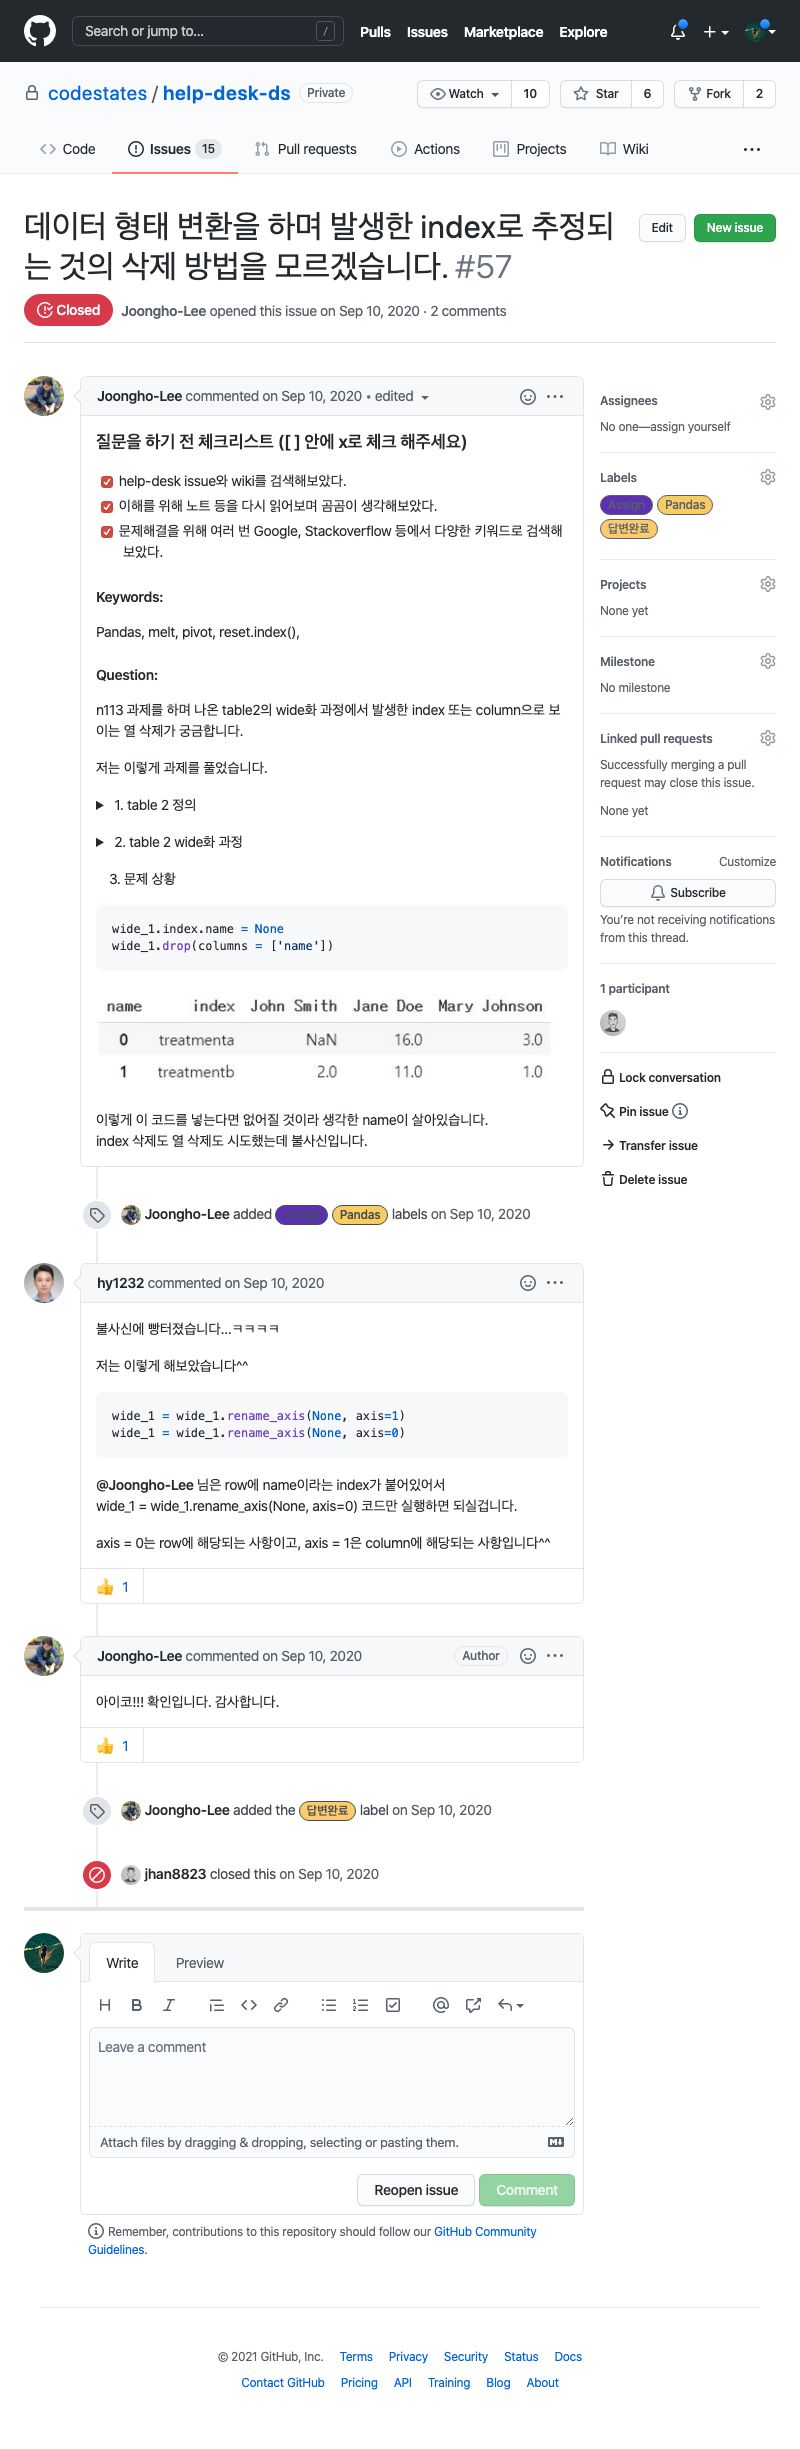 Search or jump to... /
Pulls Issues Marketplace Explore
codestates / help-desk-ds Private
Watch 10 Star 6 Fork 2
Code Issues 15 Pull requests Actions Projects Wiki
데이터 형태 변환을 하며 발생한 index로 추정되
는 것의 삭제 방법을 모르겠습니다. #57
Edit New issue
Closed Joongho-Lee opened this issue on Sep 10, 2020 · 2 comments
Joongho-Lee commented on Sep 10, 2020 • edited
질문을 하기 전 체크리스트 ([ ] 안에 x로 체크 해주세요)
help-desk issue와 wiki를 검색해보았다.
이해를 위해 노트 등을 다시 읽어보며 곰곰이 생각해보았다.
문제해결을 위해 여러 번 Google, Stackoverflow 등에서 다양한 키워드로 검색해
보았다.
Keywords:
Pandas, melt, pivot, reset.index(),
Question:
n113 과제를 하며 나온 table2의 wide화 과정에서 발생한 index 또는 column으로 보
이는 열 삭제가 궁금합니다.
저는 이렇게 과제를 풀었습니다.
1. table 2 정의
2. table 2 wide화 과정
3. 문제 상황
wide_1.index.name = None
wide_1.drop(columns = ['name'])
name index John Smith Jane Doe Mary Johnson
0 treatmenta NaN 16.0 3.0
1 treatmentb 2.0 11.0 1.0
이렇게 이 코드를 넣는다면 없어질 것이라 생각한 name이 살아있습니다.
index 삭제도 열 삭제도 시도했는데 불사신입니다.
Joongho-Lee added Assign Pandas labels on Sep 10, 2020
hy1232 commented on Sep 10, 2020
불사신에 빵터졌습니다...ㅋㅋㅋㅋ
저는 이렇게 해보았습니다^^
wide_1 = wide_1.rename_axis(None, axis=1)
wide_1 = wide_1.rename_axis(None, axis=0)
@Joongho-Lee 님은 row에 name이라는 index가 붙어있어서
wide_1 = wide_1.rename_axis(None, axis=0) 코드만 실행하면 되실겁니다.
axis = 0는 row에 해당되는 사항이고, axis = 1은 column에 해당되는 사항입니다^^
1
Joongho-Lee commented on Sep 10, 2020 Author
아이코!!! 확인입니다. 감사합니다.
1
Joongho-Lee added the 답변완료 label on Sep 10, 2020
jhan8823 closed this on Sep 10, 2020
Assignees
No one—assign yourself
Labels
Assign Pandas
답변완료
Projects
None yet
Milestone
No milestone
Linked pull requests
Successfully merging a pull
request may close this issue.
None yet
Notifications Customize
Subscribe
You're not receiving notifications
from this thread.
1 participant
Lock conversation
Pin issue
Transfer issue
Delete issue
Write Preview
Leave a comment
Attach files by dragging & dropping, selecting or pasting them.
Reopen issue Comment
Remember, contributions to this repository should follow our GitHub Community
Guidelines.
© 2021 GitHub, Inc. Terms Privacy Security Status Docs
Contact GitHub Pricing API Training Blog About